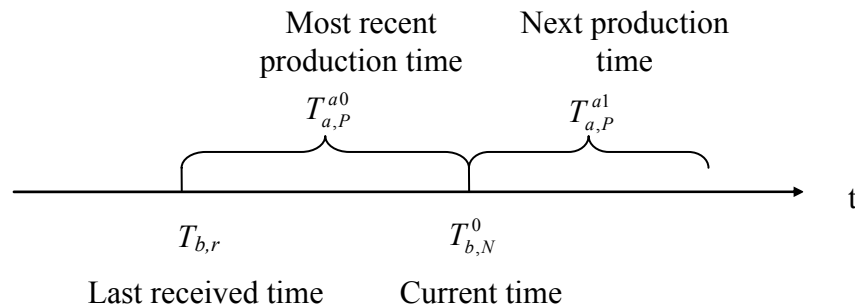 Most recent
production time
Next production
time
T_{a,P}^{a0}
T_{a,P}^{a1}
t
T_{b,r}
T_{b,N}^{0}
Last received time
Current time